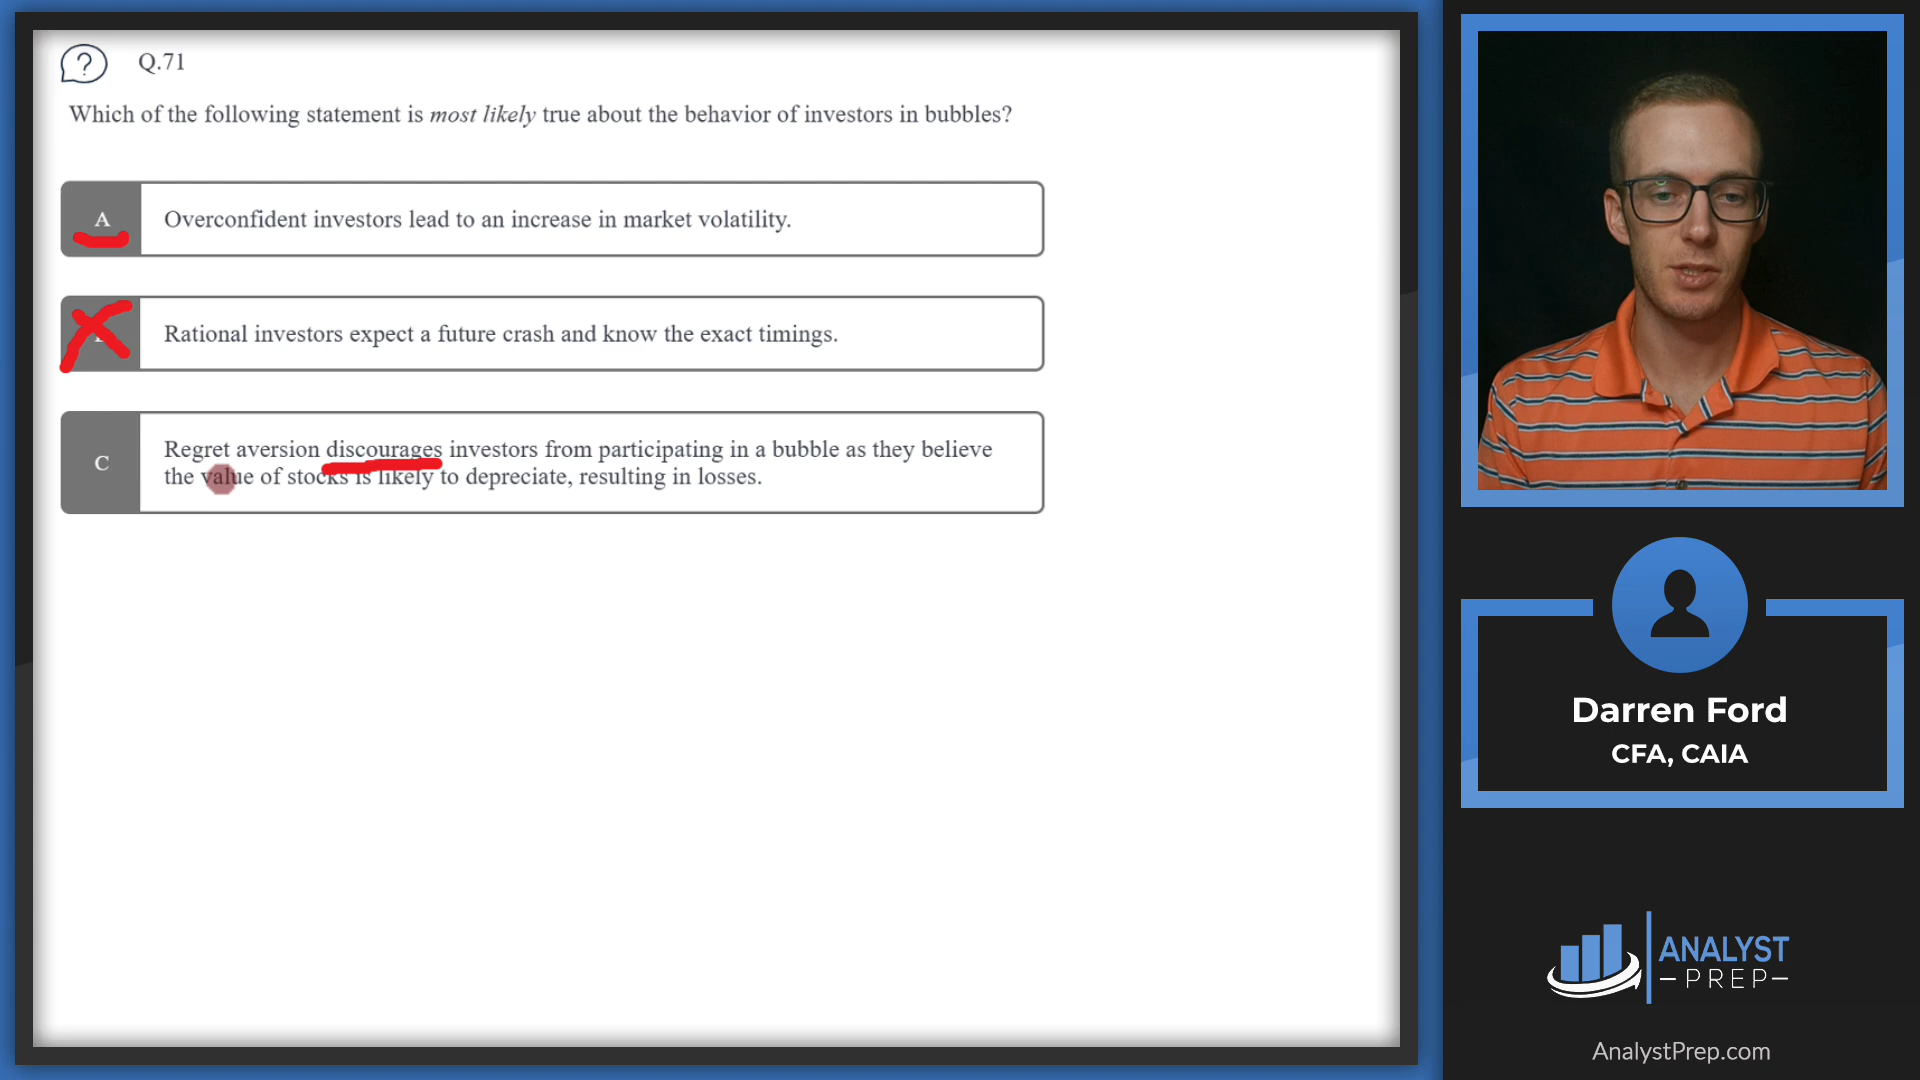 Q.71
Which of the following statement is most likely true about the behavior of investors in bubbles?
A
Overconfident investors lead to an increase in market volatility.
Rational investors expect a future crash and know the exact timings.
C
Regret aversion discourages investors from participating in a bubble as they believe
the value of stocks is likely to depreciate, resulting in losses.
Darren Ford
CFA, CAIA
ANALYST
PREP
AnalystPrep.com